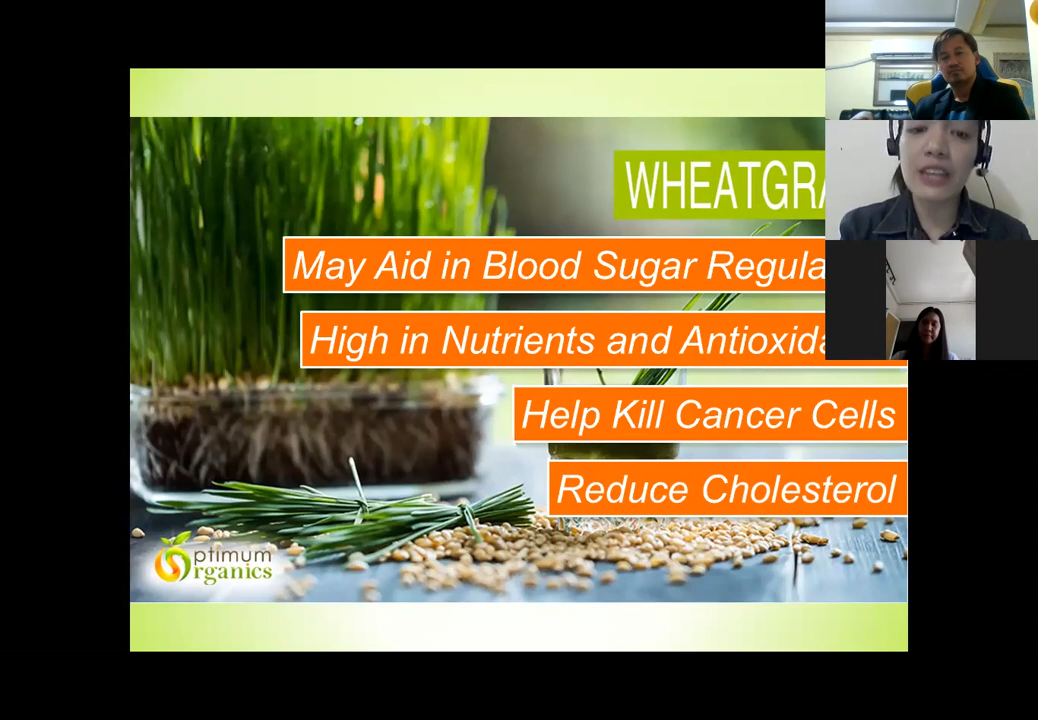 WHEATGRA
May Aid in Blood Sugar Regula
High in Nutrients and Antioxida
Help Kill Cancer Cells
Reduce Cholesterol
Optimum
Organics